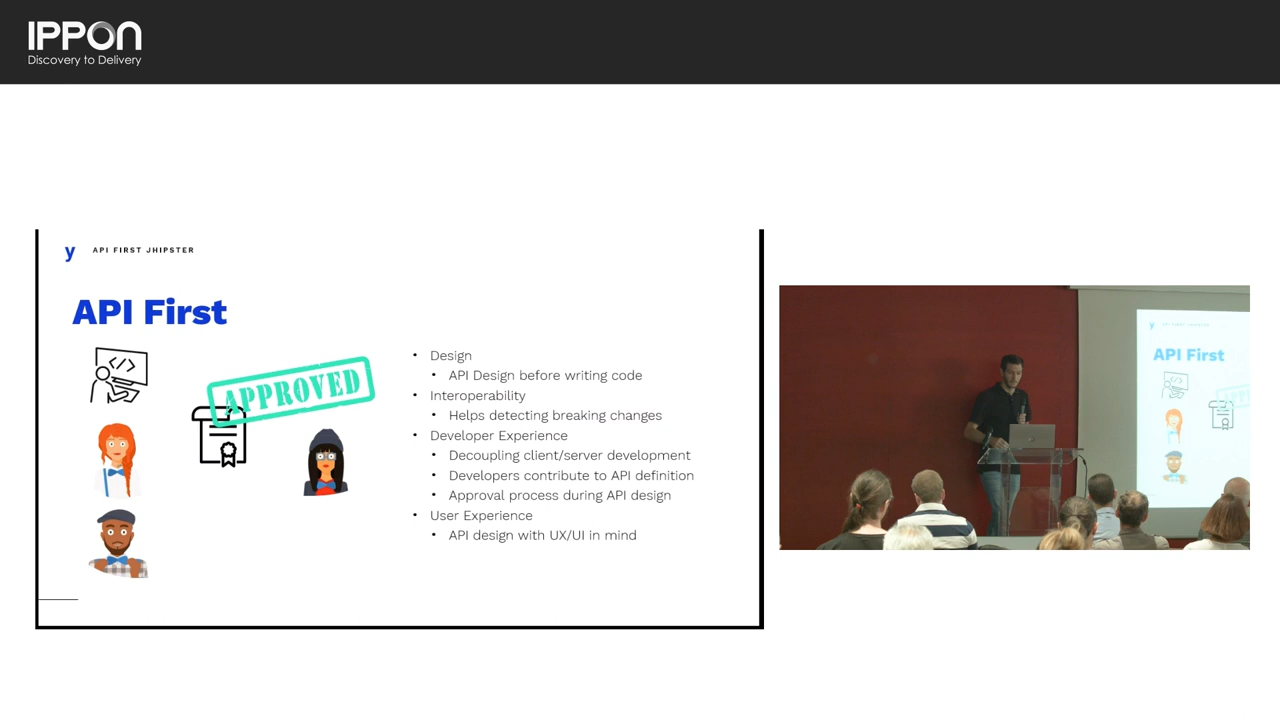 IPPON
Discovery to Delivery
y API FIRST JHIPSTER
API First
</>
APPROVED
• Design
• API Design before writing code
• Interoperability
• Helps detecting breaking changes
• Developer Experience
• Decoupling client/server development
• Developers contribute to API definition
• Approval process during API design
• User Experience
• API design with UX/UI in mind
API First